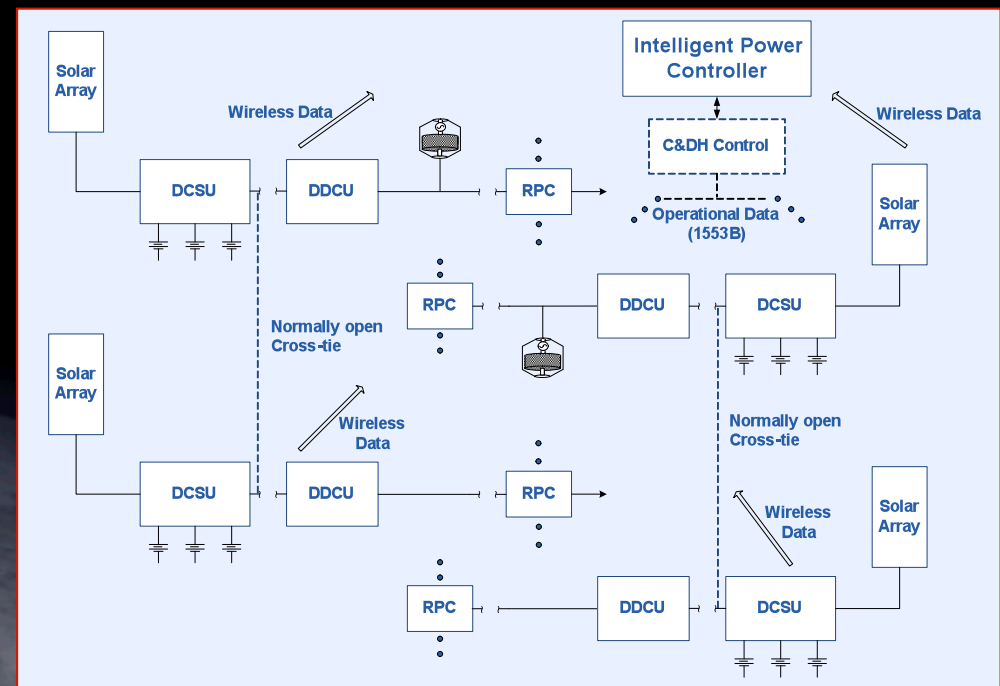 Solar
Array
Intelligent Power
Controller
Wireless Data
Wireless Data
C&DH Control
DCSU
DDCU
RPC
Operational Data
(1553B)
Solar
Array
RPC
DDCU
DCSU
Normally open
Cross-tie
Solar
Array
Wireless
Data
Normally open
Cross-tie
DCSU
DDCU
RPC
Wireless
Data
Solar
Array
RPC
DDCU
DCSU